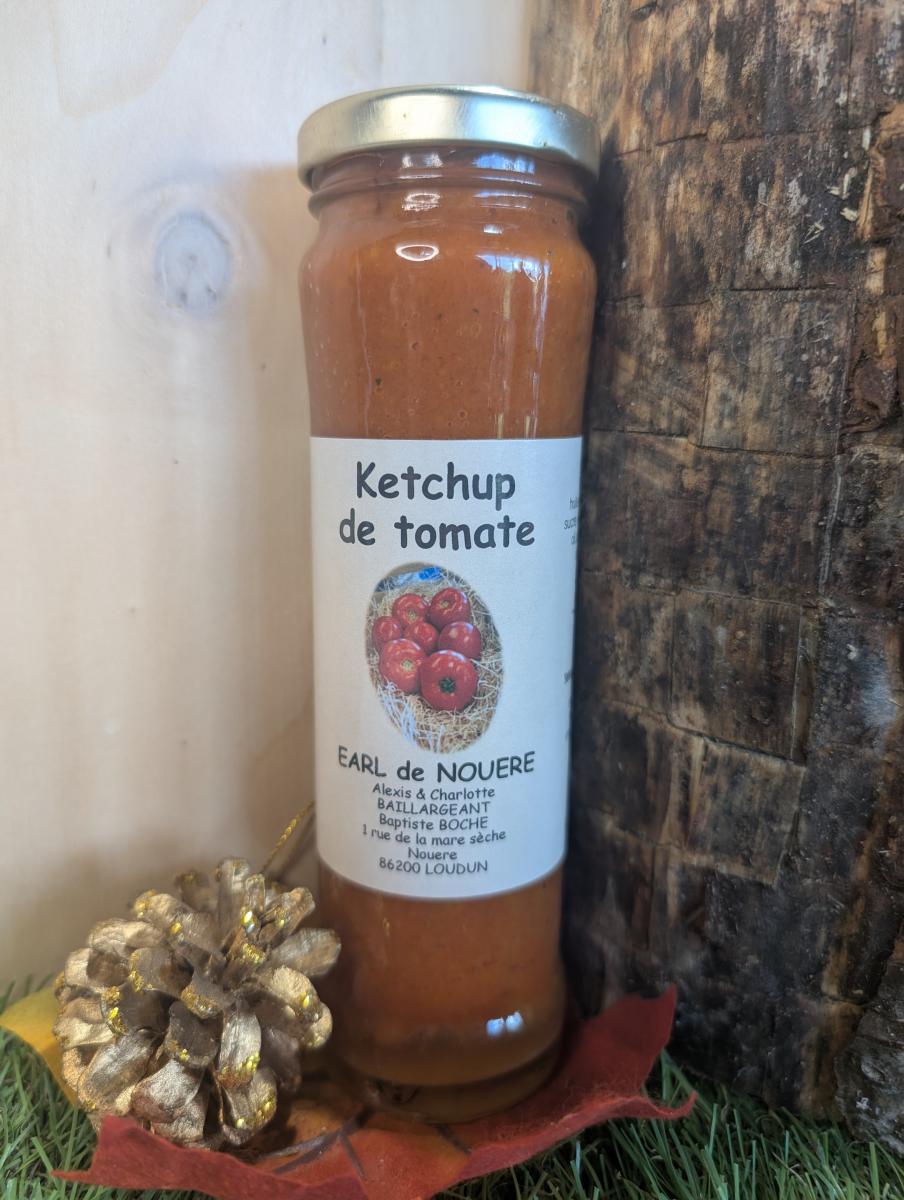 Ketchup
de tomate
EARL de NOUERE
Alexis & Charlotte
BAILLARGEANT
Baptiste BOCHE
1 rue de la mare sèche
Nouere
86200 LOUDUN